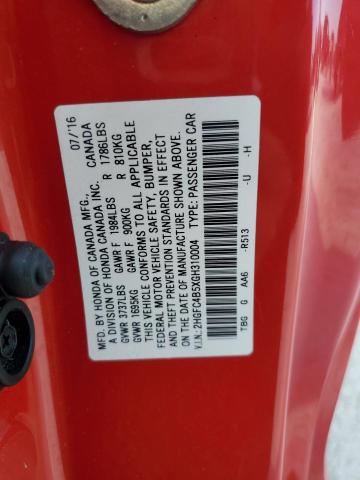 MFD. BY HONDA OF CANADA MFG., 07/'16
A DIVISION OF HONDA CANADA INC. CANADA
GVWR 3737LBS GAWR F 1984LBS R 1786LBS
GVWR 1695KG GAWR F 900KG R 810KG
THIS VEHICLE CONFORMS TO ALL APPLICABLE
FEDERAL MOTOR VEHICLE SAFETY, BUMPER,
AND THEFT PREVENTION STANDARDS IN EFFECT
ON THE DATE OF MANUFACTURE SHOWN ABOVE.
V.I.N.: 2HGFC4B5XGH310004 TYPE: PASSENGER CAR
TBG G AA6 -R513 -U -H